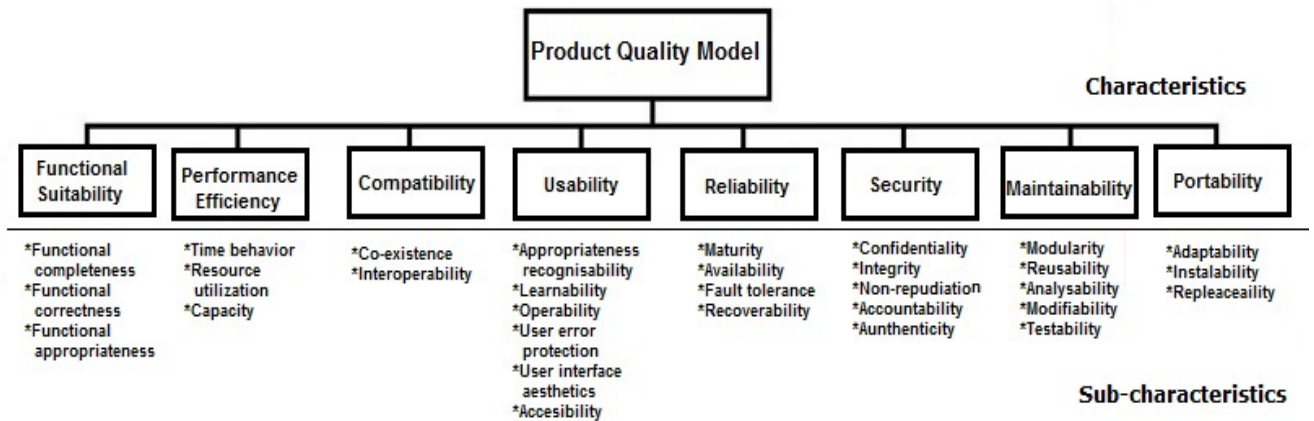 Product Quality Model
Characteristics
Functional
Suitability
Performance
Efficiency
Compatibility
Usability
Reliability
Security
Maintainability
Portability
*Functional
completeness
*Functional
correctness
*Functional
appropriateness
*Time behavior
*Resource
utilization
*Capacity
*Co-existence
*Interoperability
*Appropriateness
recognisability
*Learnability
*Operability
*User error
protection
*User interface
aesthetics
*Accesibility
*Maturity
*Availability
*Fault tolerance
*Recoverability
*Confidentiality
*Integrity
*Non-repudiation
*Accountability
*Aunthenticity
*Modularity
*Reusability
*Analysability
*Modifiability
*Testability
*Adaptability
*Instalability
*Repleaceaility
Sub-characteristics